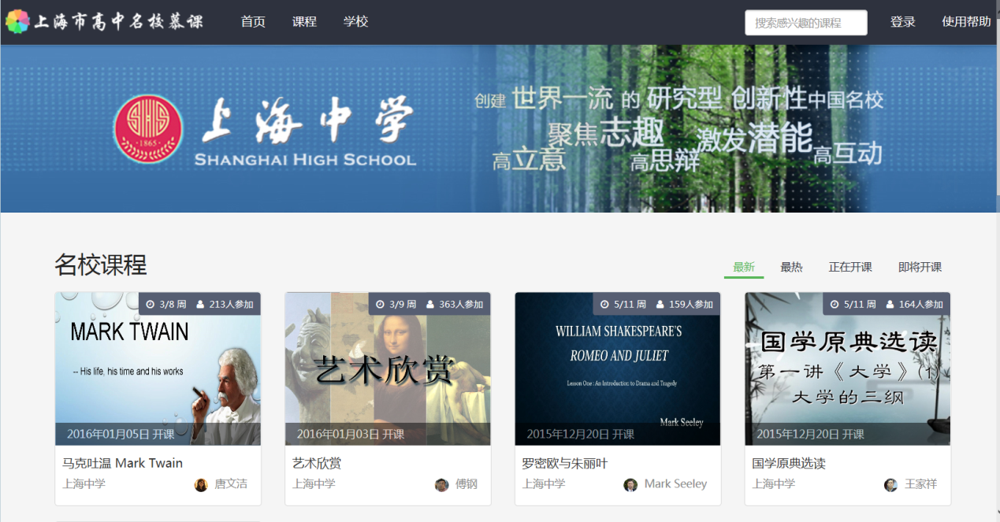 上海市高中名校慕课
首页 课程 学校
搜索感兴趣的课程
登录 使用帮助
1865
上海中学
SHANGHAI HIGH SCHOOL
创建 世界一流 的 研究型 创新性中国名校
聚焦志趣 激发潜能
高立意 高思辩 高互动
名校课程
最新 最热 正在开课 即将开课
3/8 周 213人参加
MARK TWAIN
-- His life, his time and his works
2016年01月05日 开课
马克吐温 Mark Twain
上海中学 唐文洁
3/9 周 363人参加
艺术欣赏
2016年01月03日 开课
艺术欣赏
上海中学 傅钢
5/11 周 159人参加
WILLIAM SHAKESPEARE'S
ROMEO AND JULIET
Lesson One: An Introduction to Drama and Tragedy
Mark Seeley
2015年12月20日 开课
罗密欧与朱丽叶
上海中学 Mark Seeley
5/11 周 164人参加
国学原典选读
第一讲《大学》(1)
大学的三纲
2015年12月20日 开课
国学原典选读
上海中学 王家祥